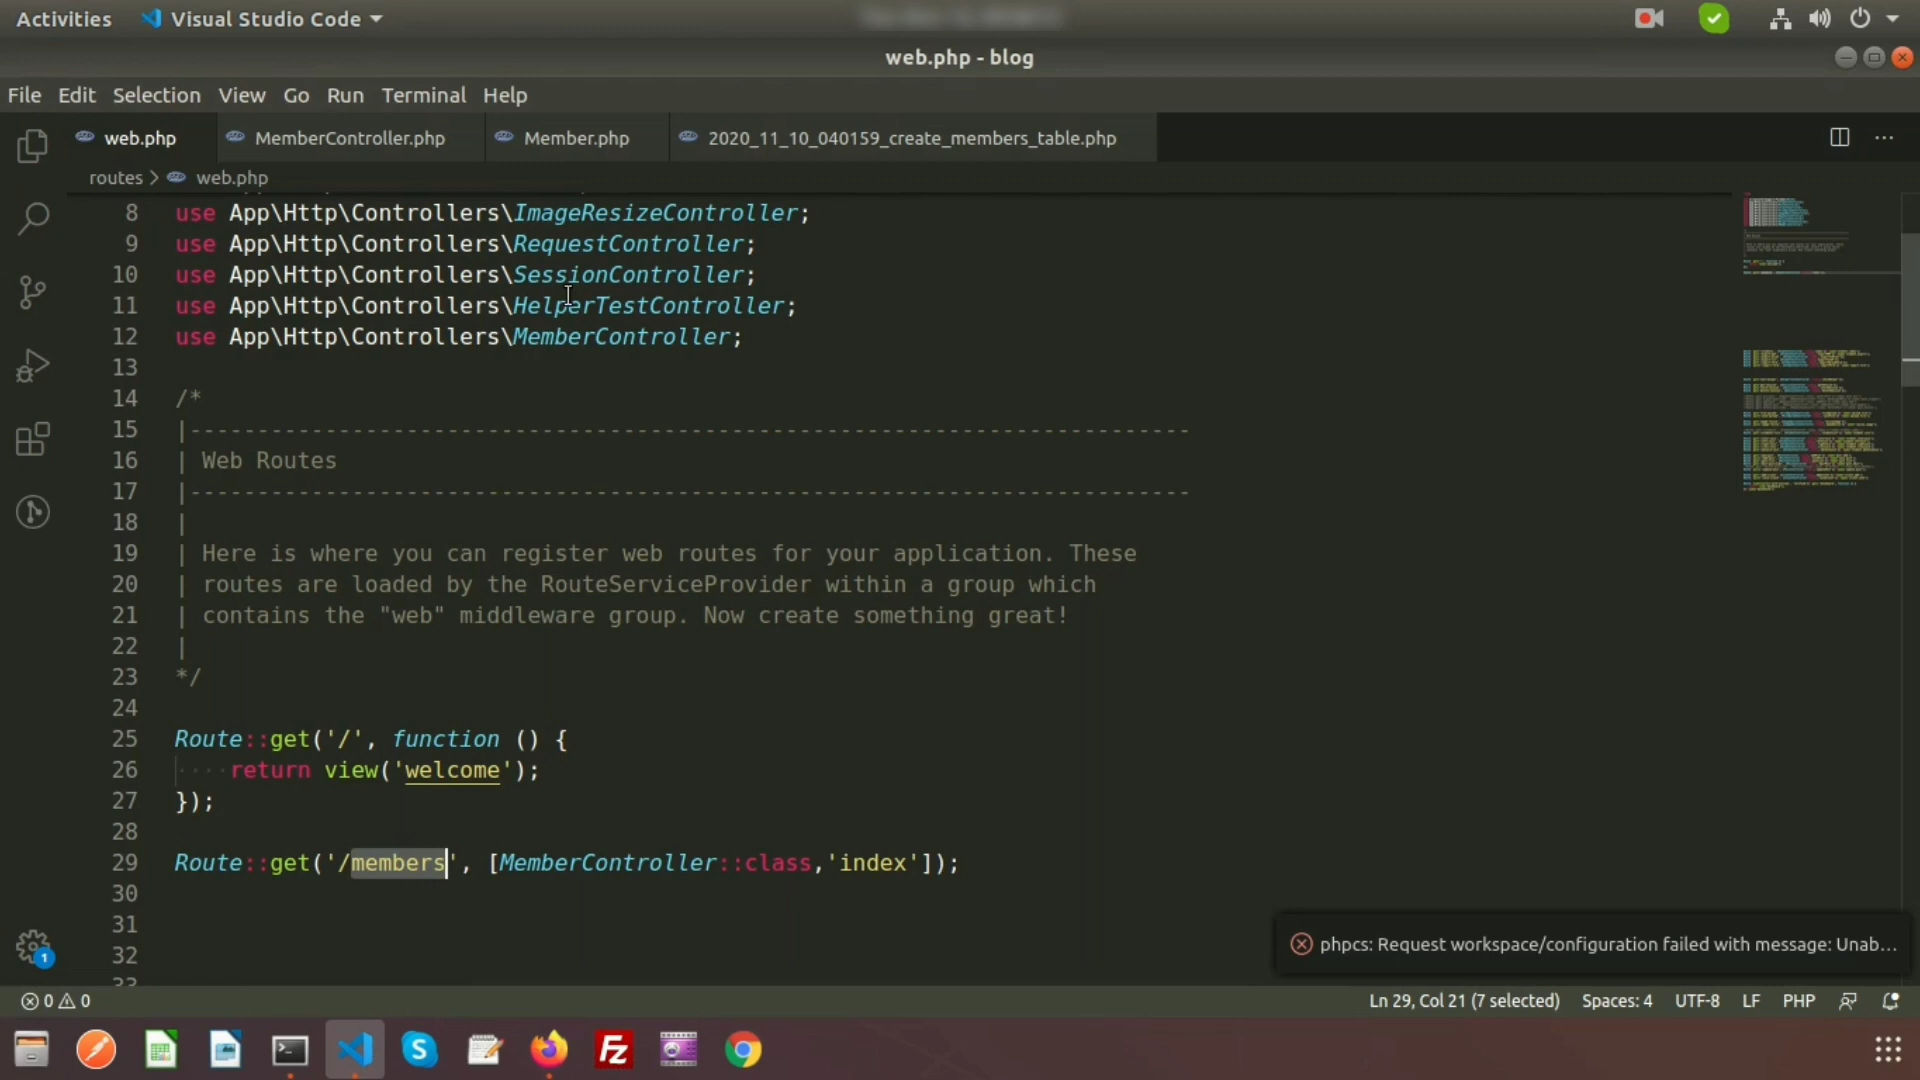 Activities Visual Studio Code
web.php - blog
File Edit Selection View Go Run Terminal Help
web.php MemberController.php Member.php 2020_11_10_040159_create_members_table.php
routes > web.php
8 use App\Http\Controllers\ImageResizeController;
9 use App\Http\Controllers\RequestController;
10 use App\Http\Controllers\SessionController;
11 use App\Http\Controllers\HelperTestController;
12 use App\Http\Controllers\MemberController;
13
14 /*
15 |--------------------------------------------------------------------------
16 | Web Routes
17 |--------------------------------------------------------------------------
18 |
19 | Here is where you can register web routes for your application. These
20 | routes are loaded by the RouteServiceProvider within a group which
21 | contains the "web" middleware group. Now create something great!
22 |
23 */
24
25 Route::get('/', function () {
26 ····return view('welcome');
27 });
28
29 Route::get('/members', [MemberController::class,'index']);
30
31
32
33
phpcs: Request workspace/configuration failed with message: Unab...
1
0 0 Ln 29, Col 21 (7 selected) Spaces: 4 UTF-8 LF PHP
S Fz